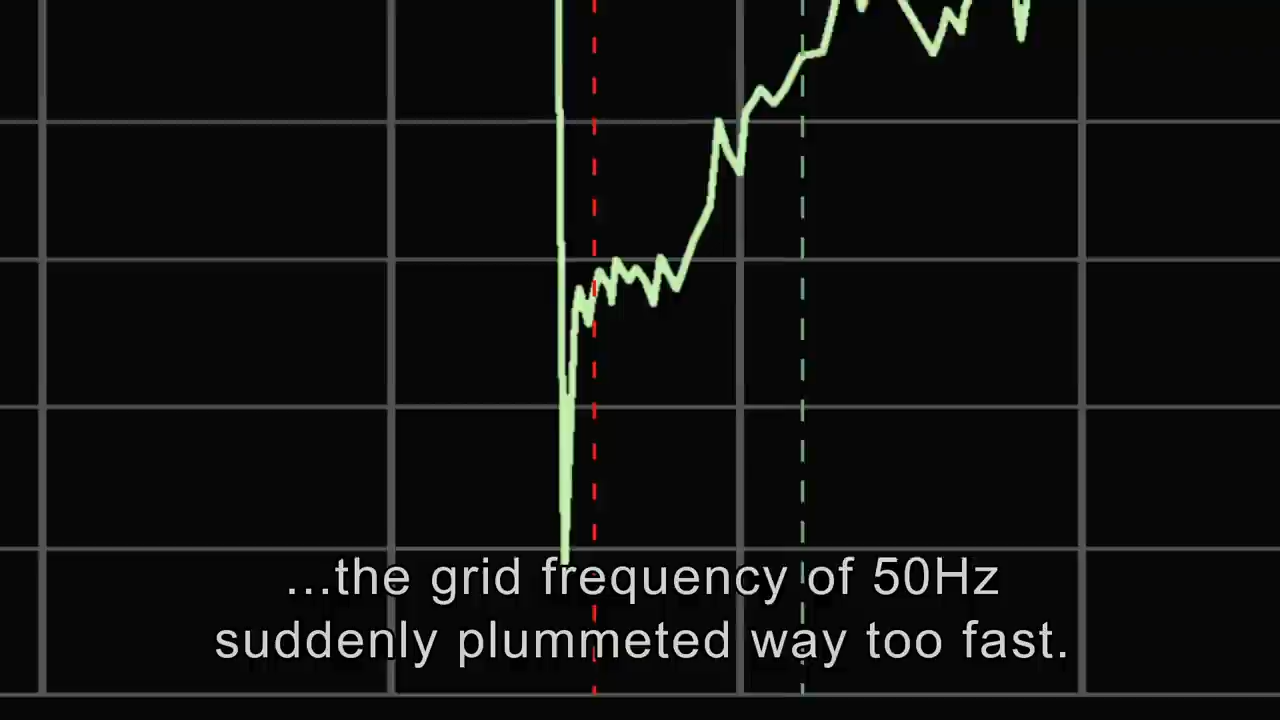 ...the grid frequency of 50Hz
suddenly plummeted way too fast.